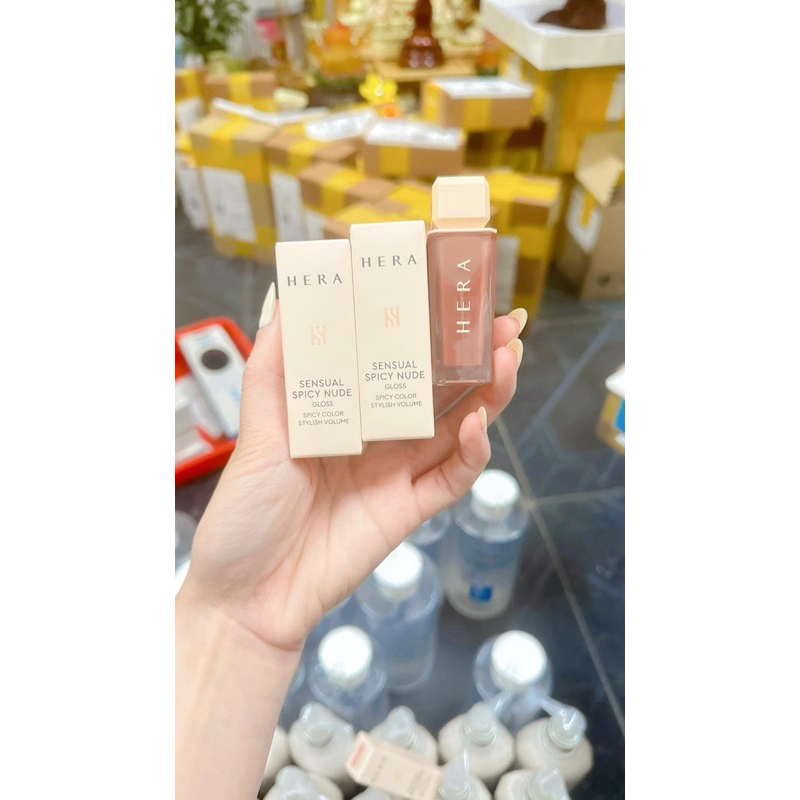 HERA
SENSUAL
SPICY NUDE
GLOSS
SPICY COLOR
STYLISH VOLUME
HERA
SENSUAL
SPICY NUDE
GLOSS
SPICY COLOR
STYLISH VOLUME
HERA